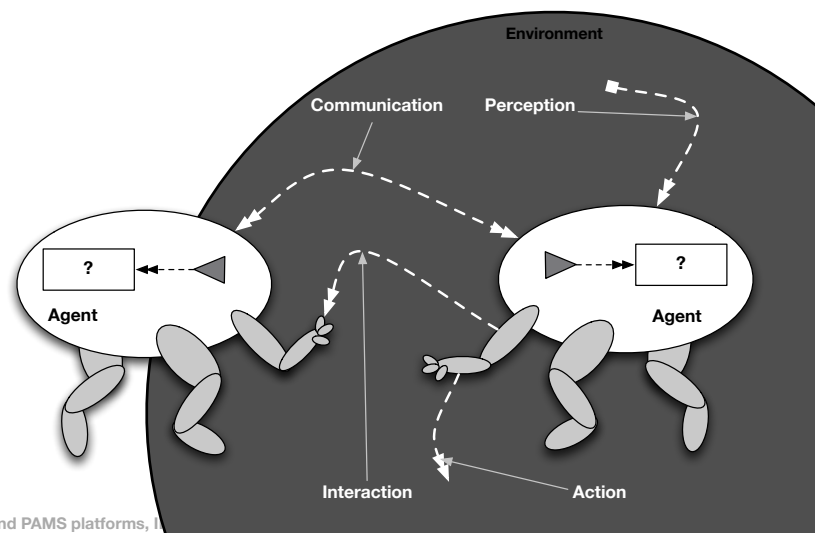 Environment
Communication
Perception
?
?
Agent
Agent
Interaction
Action
nd PAMS platforms,